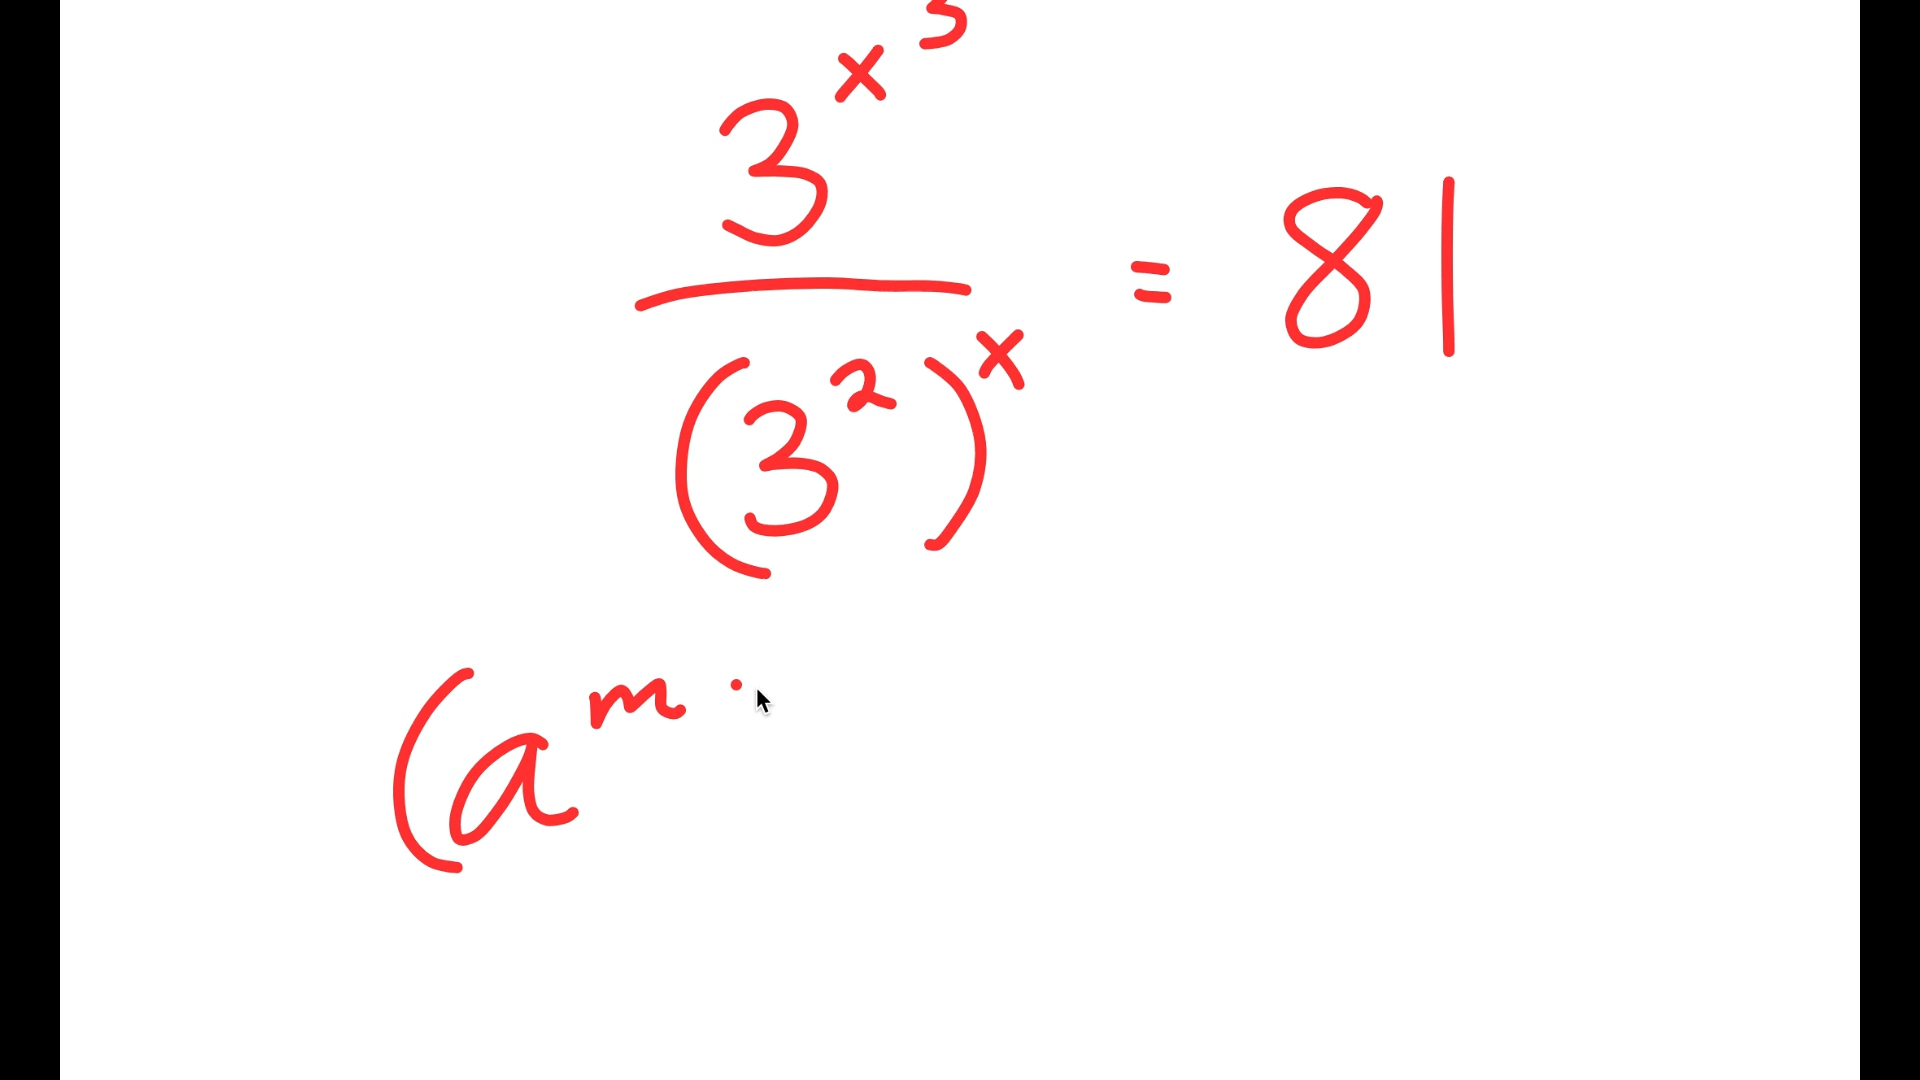 3^{x^3}
―――― = 81
(3^2)^x
(a^m ·